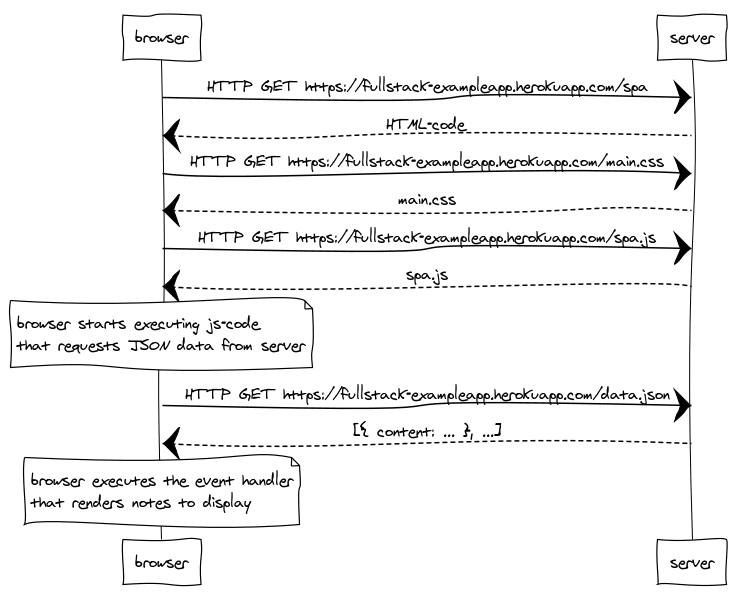 browser
server
HTTP GET https://fullstack-exampleapp.herokuapp.com/spa
HTML-code
HTTP GET https://fullstack-exampleapp.herokuapp.com/main.css
main.css
HTTP GET https://fullstack-exampleapp.herokuapp.com/spa.js
spa.js
browser starts executing js-code
that requests JSON data from server
HTTP GET https://fullstack-exampleapp.herokuapp.com/data.json
[{ content: ... }, ...]
browser executes the event handler
that renders notes to display
browser
server